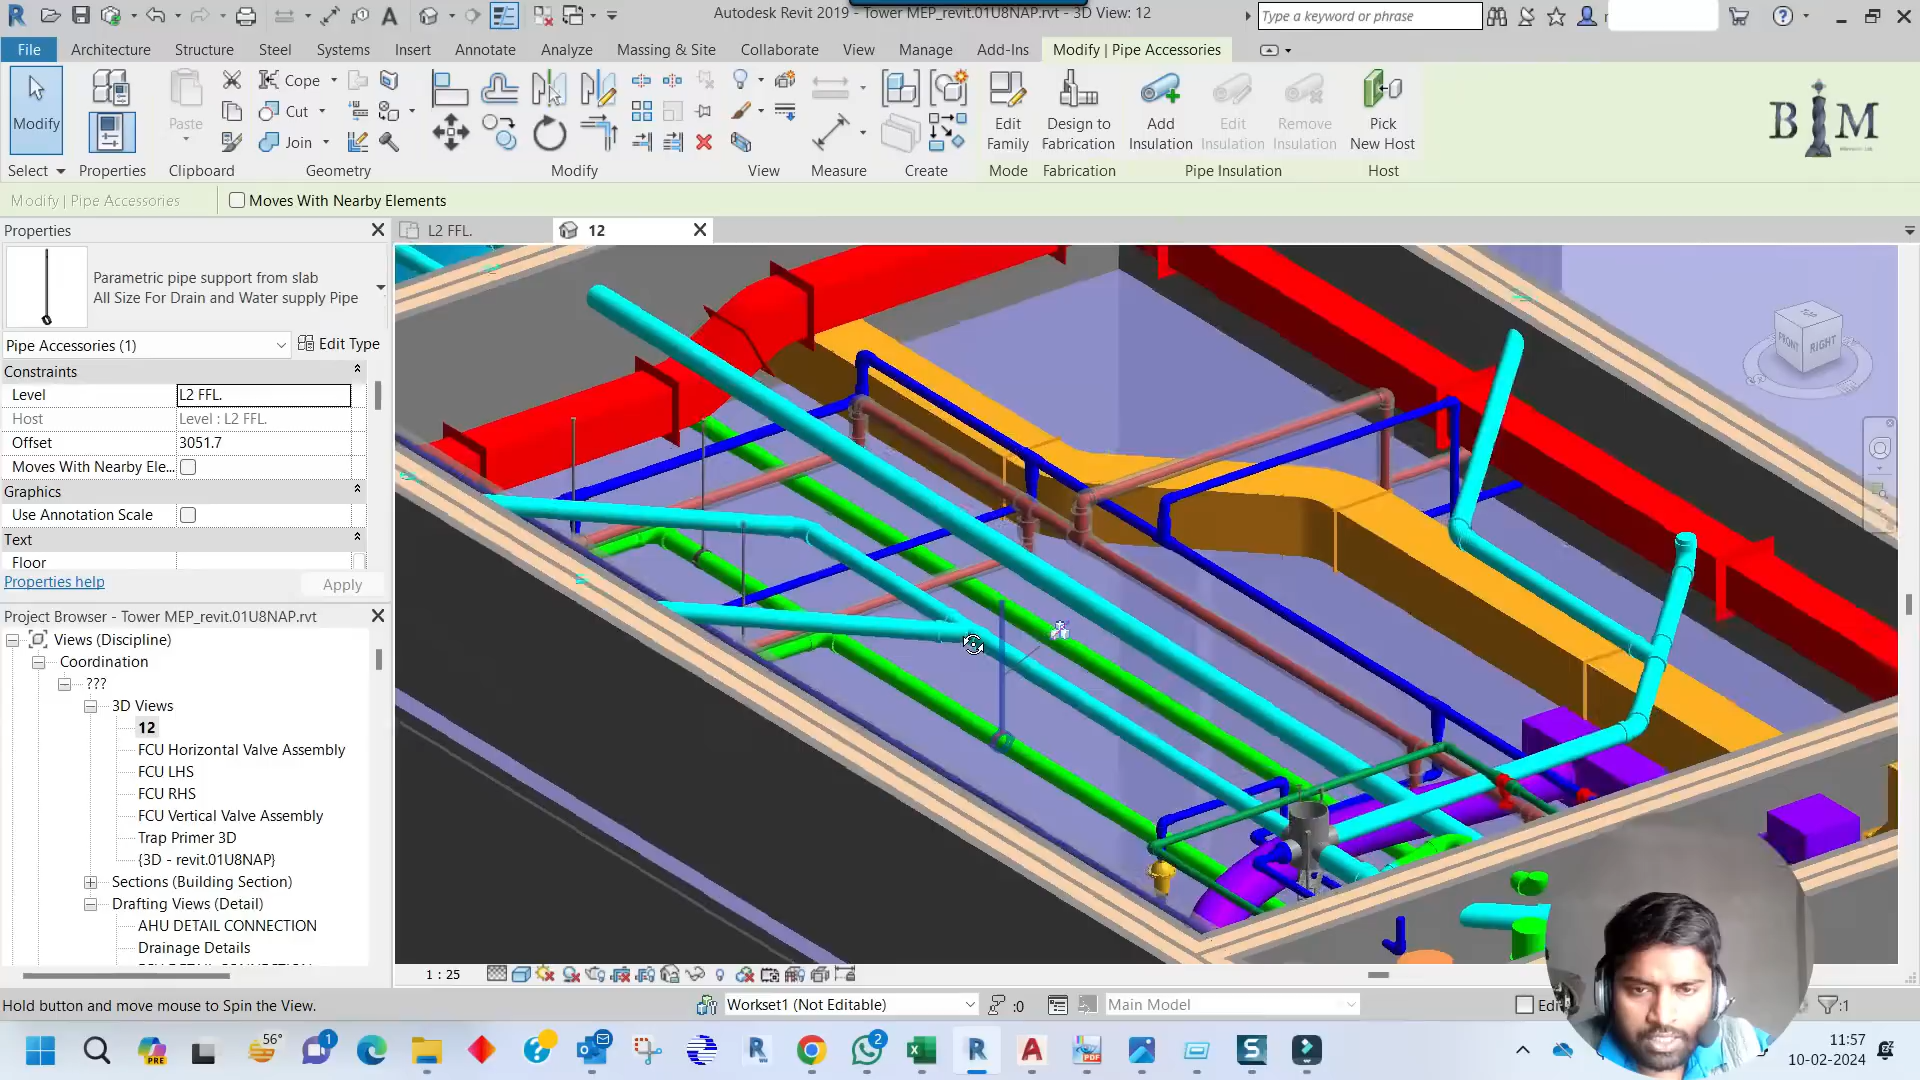 Autodesk Revit 2019 - Tower MEP_revit.01U8NAP.rvt - 3D View: 12
Type a keyword or phrase
File Architecture Structure Steel Systems Insert Annotate Analyze Massing & Site Collaborate View Manage Add-Ins Modify | Pipe Accessories
Modify
Paste
Cope
Cut
Join
Edit Family
Design to Fabrication
Add Insulation
Edit Insulation
Remove Insulation
Pick New Host
BIM
Select Properties Clipboard Geometry Modify View Measure Create Mode Fabrication Pipe Insulation Host
Modify | Pipe Accessories Moves With Nearby Elements
Properties
L2 FFL.
12
Parametric pipe support from slab
All Size For Drain and Water supply Pipe
Pipe Accessories (1) Edit Type
Constraints
Level L2 FFL.
Host Level : L2 FFL.
Offset 3051.7
Moves With Nearby Ele...
Graphics
Use Annotation Scale
Text
Floor
Properties help Apply
Project Browser - Tower MEP_revit.01U8NAP.rvt
Views (Discipline)
Coordination
???
3D Views
12
FCU Horizontal Valve Assembly
FCU LHS
FCU RHS
FCU Vertical Valve Assembly
Trap Primer 3D
{3D - revit.01U8NAP}
Sections (Building Section)
Drafting Views (Detail)
AHU DETAIL CONNECTION
Drainage Details
TOP
FRONT
RIGHT
1 : 25
Hold button and move mouse to Spin the View.
Workset1 (Not Editable)
:0
Main Model
:1
56°
PRE
1
2
11:57
10-02-2024